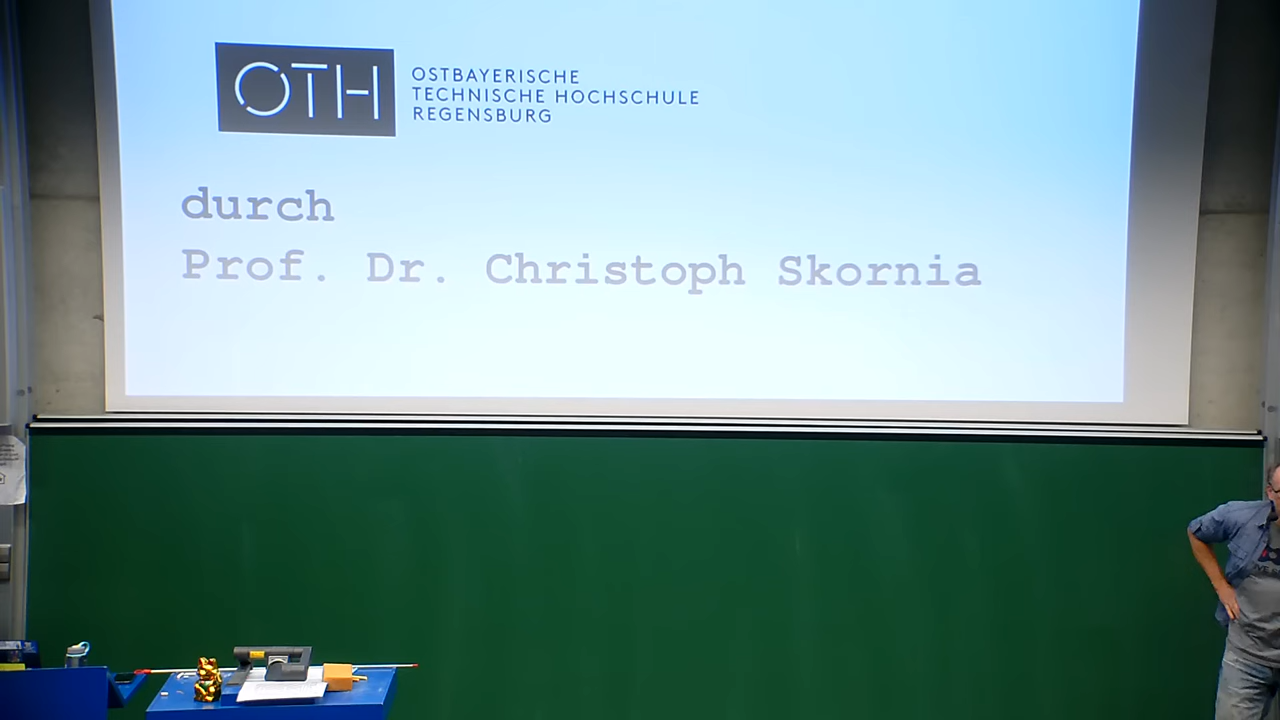 OTH
OSTBAYERISCHE
TECHNISCHE HOCHSCHULE
REGENSBURG
durch
Prof. Dr. Christoph Skornia